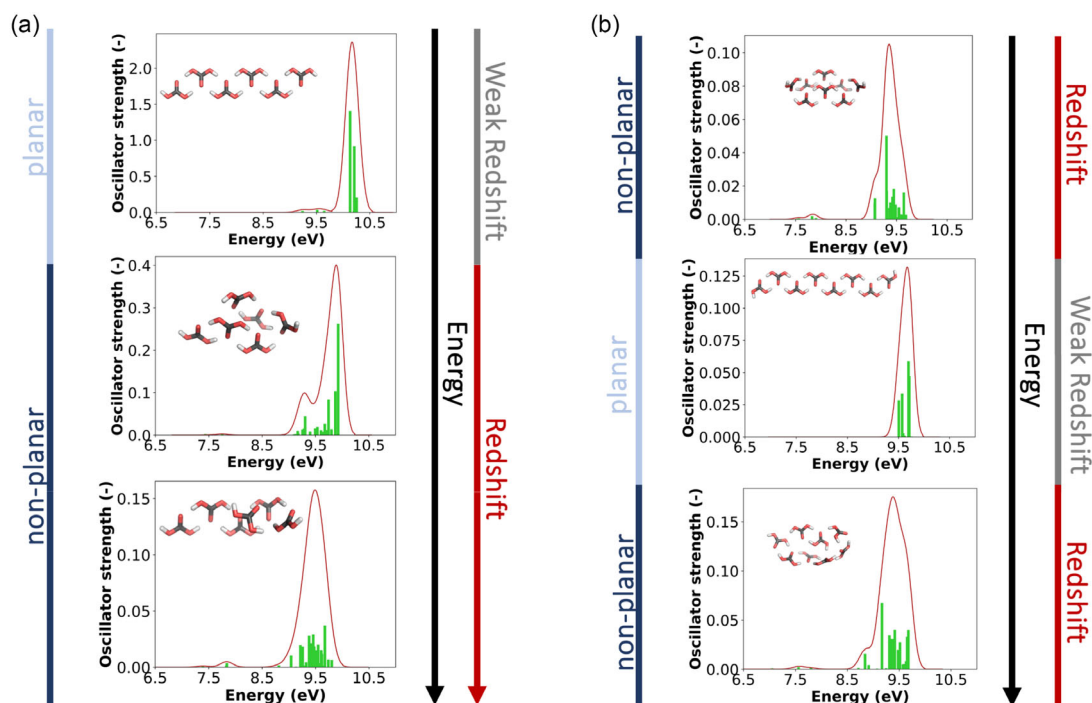 (a)
planar
non-planar
Oscillator strength (-)
2.0
1.5
1.0
0.5
0.0
6.5 7.5 8.5 9.5 10.5
Energy (eV)
Oscillator strength (-)
0.4
0.3
0.2
0.1
0.0
6.5 7.5 8.5 9.5 10.5
Energy (eV)
Oscillator strength (-)
0.15
0.10
0.05
0.00
6.5 7.5 8.5 9.5 10.5
Energy (eV)
Energy
Weak Redshift
Redshift
(b)
non-planar
planar
non-planar
Oscillator strength (-)
0.10
0.08
0.06
0.04
0.02
0.00
6.5 7.5 8.5 9.5 10.5
Energy (eV)
Oscillator strength (-)
0.125
0.100
0.075
0.050
0.025
0.000
6.5 7.5 8.5 9.5 10.5
Energy (eV)
Oscillator strength (-)
0.15
0.10
0.05
0.00
6.5 7.5 8.5 9.5 10.5
Energy (eV)
Energy
Redshift
Weak Redshift
Redshift